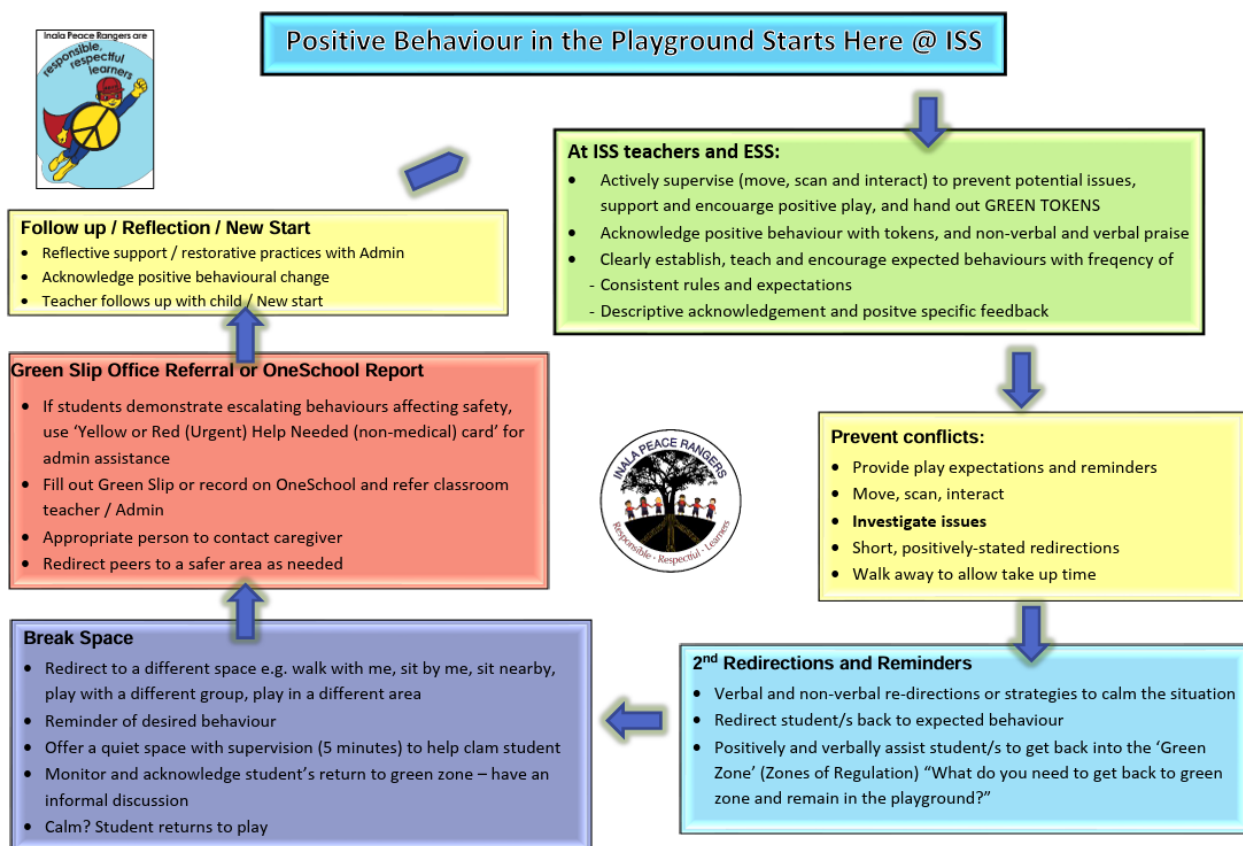 Inala Peace Rangers are
responsible,
respectful
learners
Positive Behaviour in the Playground Starts Here @ ISS
At ISS teachers and ESS:
• Actively supervise (move, scan and interact) to prevent potential issues,
support and encouarge positive play, and hand out GREEN TOKENS
• Acknowledge positive behaviour with tokens, and non-verbal and verbal praise
• Clearly establish, teach and encourage expected behaviours with freqency of
- Consistent rules and expectations
- Descriptive acknowledgement and positve specific feedback
Prevent conflicts:
• Provide play expectations and reminders
• Move, scan, interact
• Investigate issues
• Short, positively-stated redirections
• Walk away to allow take up time
2nd Redirections and Reminders
• Verbal and non-verbal re-directions or strategies to calm the situation
• Redirect student/s back to expected behaviour
• Positively and verbally assist student/s to get back into the ‘Green
Zone’ (Zones of Regulation) “What do you need to get back to green
zone and remain in the playground?”
Break Space
• Redirect to a different space e.g. walk with me, sit by me, sit nearby,
play with a different group, play in a different area
• Reminder of desired behaviour
• Offer a quiet space with supervision (5 minutes) to help clam student
• Monitor and acknowledge student’s return to green zone – have an
informal discussion
• Calm? Student returns to play
Green Slip Office Referral or OneSchool Report
• If students demonstrate escalating behaviours affecting safety,
use ‘Yellow or Red (Urgent) Help Needed (non-medical) card’ for
admin assistance
• Fill out Green Slip or record on OneSchool and refer classroom
teacher / Admin
• Appropriate person to contact caregiver
• Redirect peers to a safer area as needed
Follow up / Reflection / New Start
• Reflective support / restorative practices with Admin
• Acknowledge positive behavioural change
• Teacher follows up with child / New start
INALA PEACE RANGERS
Responsible - Respectful - Learners